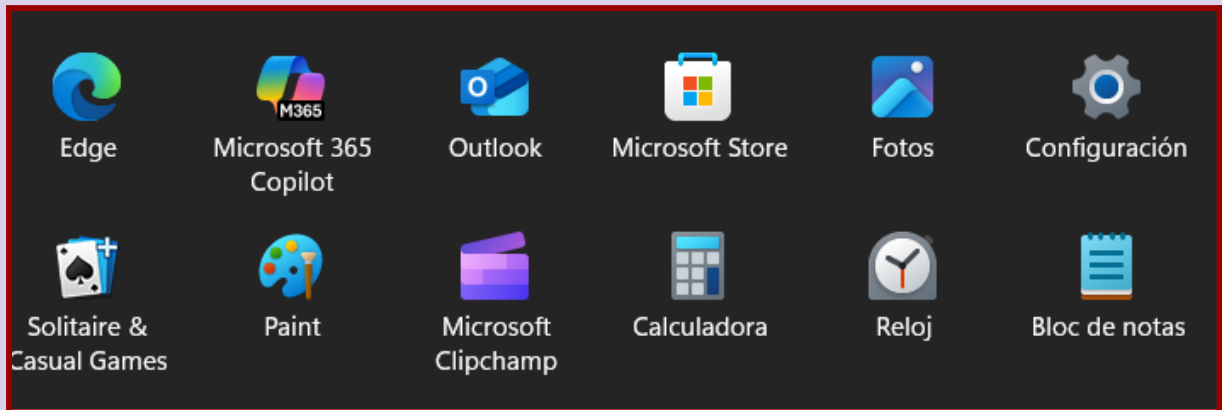 M365
O
Edge
Microsoft 365
Copilot
Outlook
Microsoft Store
Fotos
Configuración
Solitaire &
Casual Games
Paint
Microsoft
Clipchamp
Calculadora
Reloj
Bloc de notas